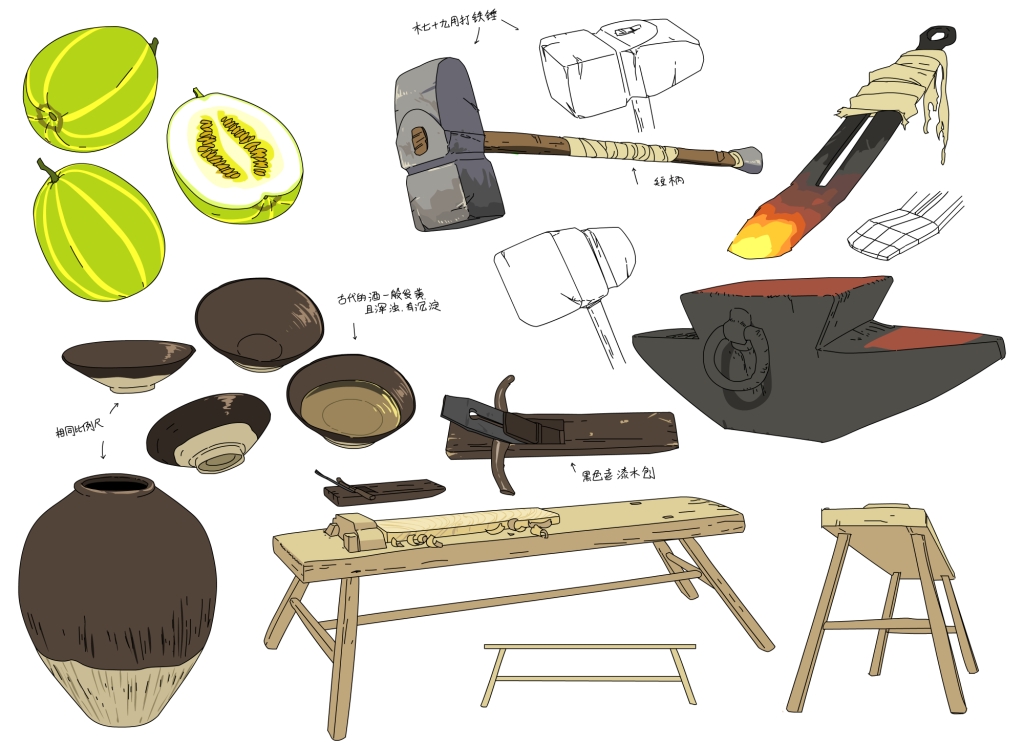 木七十九用打铁锤
短柄
古代的酒一般发黄
且浑浊,有沉淀
相同比例尺
黑色老漆木刨